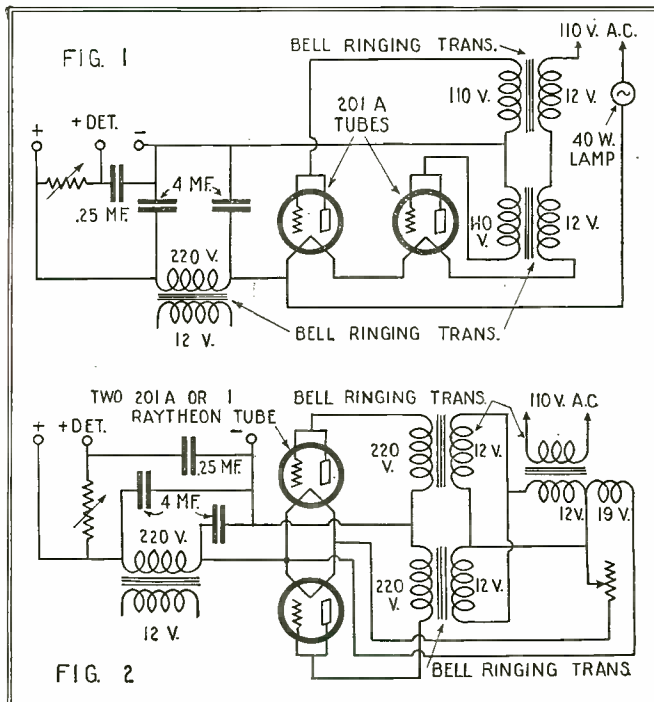 FIG. 1
BELL RINGING TRANS.
110 V. A.C.
201 A
TUBES
110 V.
12 V.
40 W.
LAMP
+
+ DET.
-
.25 MF.
4 MF.
110
V.
12 V.
220 V.
12 V.
BELL RINGING TRANS.
TWO 201 A OR 1
RAYTHEON TUBE
BELL RINGING TRANS.
110 V. A.C.
+
+DET.
-
.25 MF.
4 MF.
220
V.
12 V.
12V.
19 V.
220 V.
220
V.
12 V.
12 V.
BELL RINGING TRANS.
FIG. 2